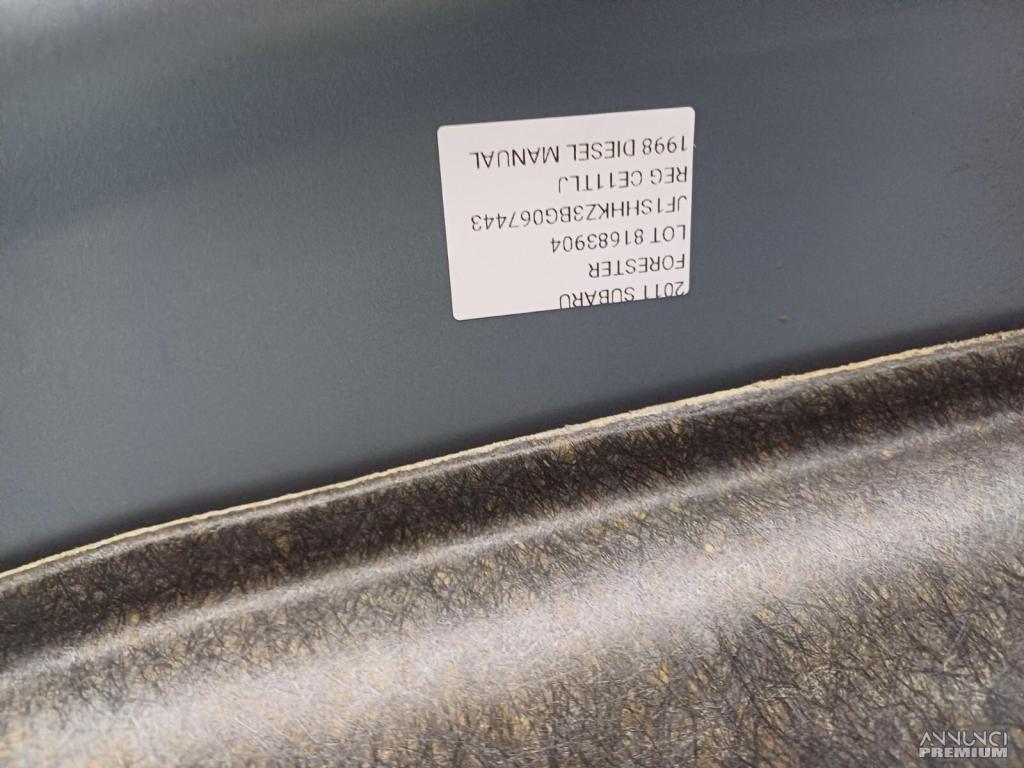 2011 SUBARU
FORESTER
LOT 81683904
JF1SHHKZ3BG067443
REG CE11TLJ
1998 DIESEL MANUAL
ANNUNCI
PREMIUM